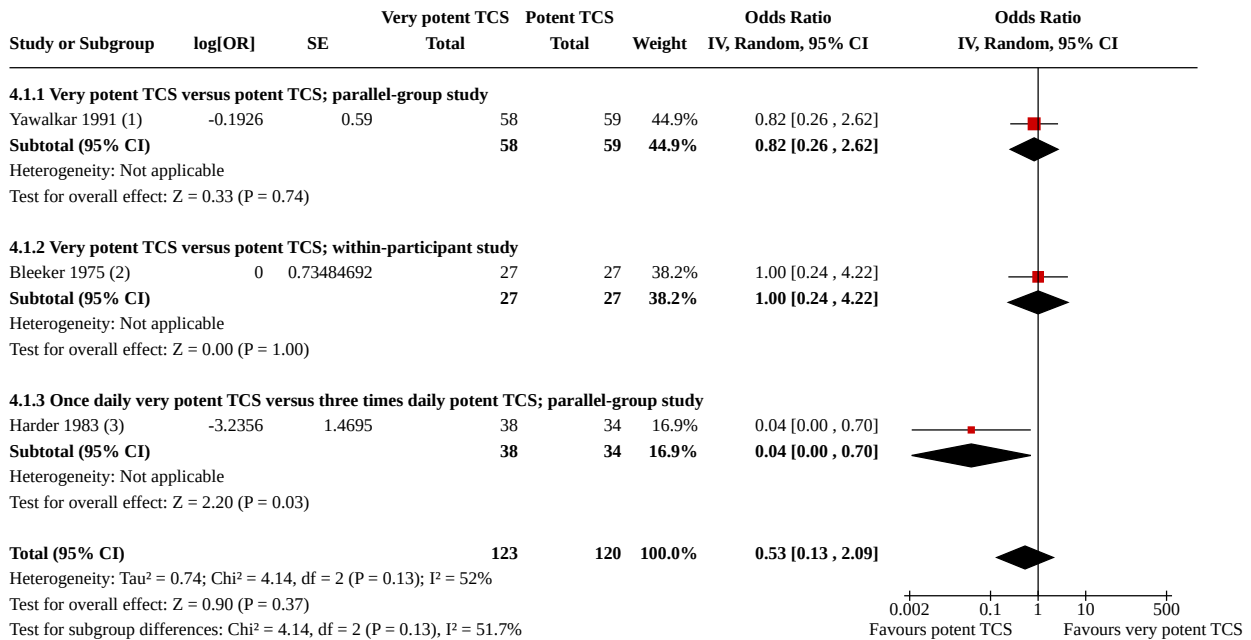 Very potent TCS Potent TCS Odds Ratio Odds Ratio
Study or Subgroup log[OR] SE Total Total Weight IV, Random, 95% CI IV, Random, 95% CI
4.1.1 Very potent TCS versus potent TCS; parallel-group study
Yawalkar 1991 (1) -0.1926 0.59 58 59 44.9% 0.82 [0.26 , 2.62]
Subtotal (95% CI) 58 59 44.9% 0.82 [0.26 , 2.62]
Heterogeneity: Not applicable
Test for overall effect: Z = 0.33 (P = 0.74)
4.1.2 Very potent TCS versus potent TCS; within-participant study
Bleeker 1975 (2) 0 0.73484692 27 27 38.2% 1.00 [0.24 , 4.22]
Subtotal (95% CI) 27 27 38.2% 1.00 [0.24 , 4.22]
Heterogeneity: Not applicable
Test for overall effect: Z = 0.00 (P = 1.00)
4.1.3 Once daily very potent TCS versus three times daily potent TCS; parallel-group study
Harder 1983 (3) -3.2356 1.4695 38 34 16.9% 0.04 [0.00 , 0.70]
Subtotal (95% CI) 38 34 16.9% 0.04 [0.00 , 0.70]
Heterogeneity: Not applicable
Test for overall effect: Z = 2.20 (P = 0.03)
Total (95% CI) 123 120 100.0% 0.53 [0.13 , 2.09]
Heterogeneity: Tau² = 0.74; Chi² = 4.14, df = 2 (P = 0.13); I² = 52%
Test for overall effect: Z = 0.90 (P = 0.37)
0.002 0.1 1 10 500
Test for subgroup differences: Chi² = 4.14, df = 2 (P = 0.13), I² = 51.7%
Favours potent TCS Favours very potent TCS